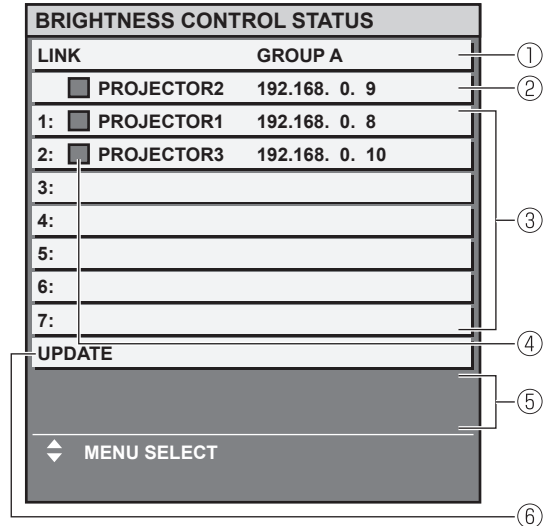 BRIGHTNESS CONTROL STATUS
LINK GROUP A ①
PROJECTOR2 192.168. 0. 9 ②
1: PROJECTOR1 192.168. 0. 8
2: PROJECTOR3 192.168. 0. 10
3:
4: ③
5:
6:
7:
④
UPDATE
⑤
MENU SELECT
⑥